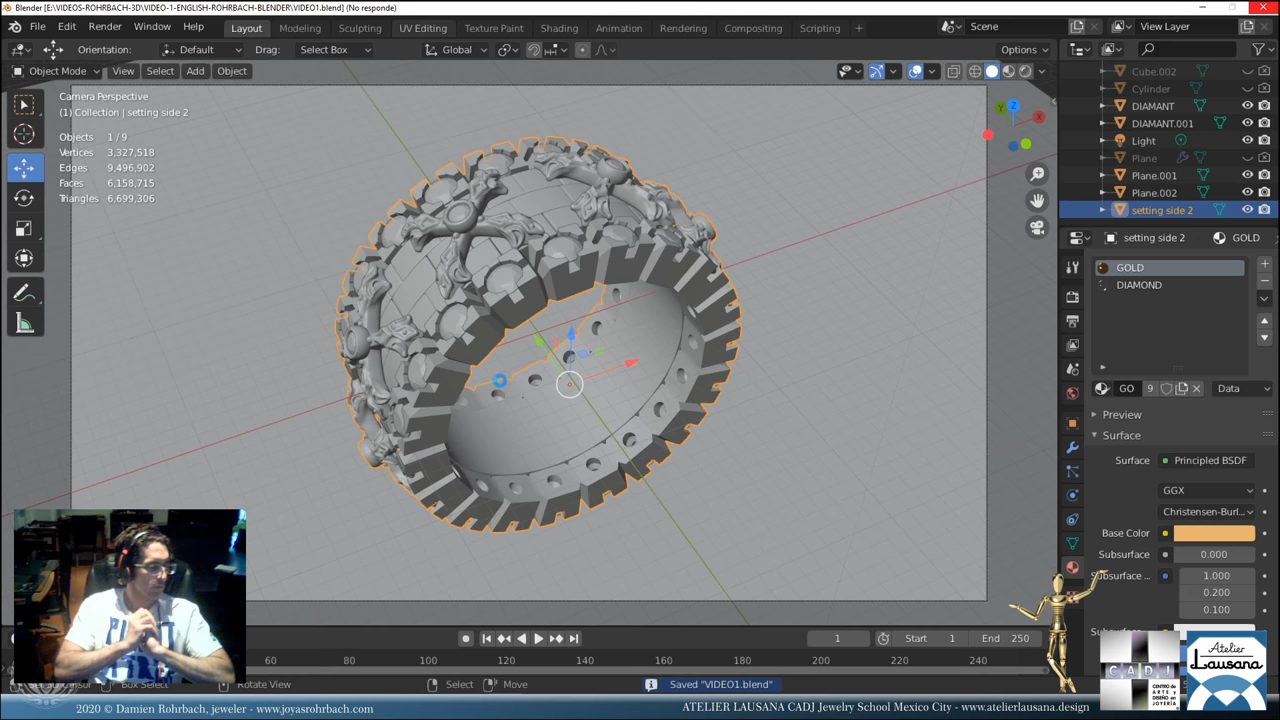 Blender [E:\VIDEOS-ROHRBACH-3D\VIDEO-1-ENGLISH-ROHRBACH-BLENDER\VIDEO1.blend] (No responde)
File Edit Render Window Help Layout Modeling Sculpting UV Editing Texture Paint Shading Animation Rendering Compositing Scripting + Scene View Layer
Orientation: Default Drag: Select Box Global Options
Object Mode View Select Add Object
Camera Perspective
(1) Collection | setting side 2
Objects 1 / 9
Vertices 3,327,518
Edges 9,496,902
Faces 6,158,715
Triangles 6,699,306
Y Z X
Cube.002
Cylinder
DIAMANT
DIAMANT.001
Light
Plane
Plane.001
Plane.002
setting side 2
setting side 2 GOLD
GOLD
DIAMOND
GO 9 Data
Preview
Surface
Surface Principled BSDF
GGX
Christensen-Burl..
Base Color
Subsurface 0.000
Subsurface .. 1.000
0.200
0.100
1 Start 1 End 250
60 80 100 120 140 160 180 200 220 240
Box Select Rotate View Select Move Saved "VIDEO1.blend"
CADJ
CENTRO DE
ARTE Y
DISEÑO EN
JOYERÍA
Atelier
Lausana
2020 © Damien Rohrbach, jeweler - www.joyasrohrbach.com
ATELIER LAUSANA CADJ Jewelry School Mexico City - www.atelierlausana.design